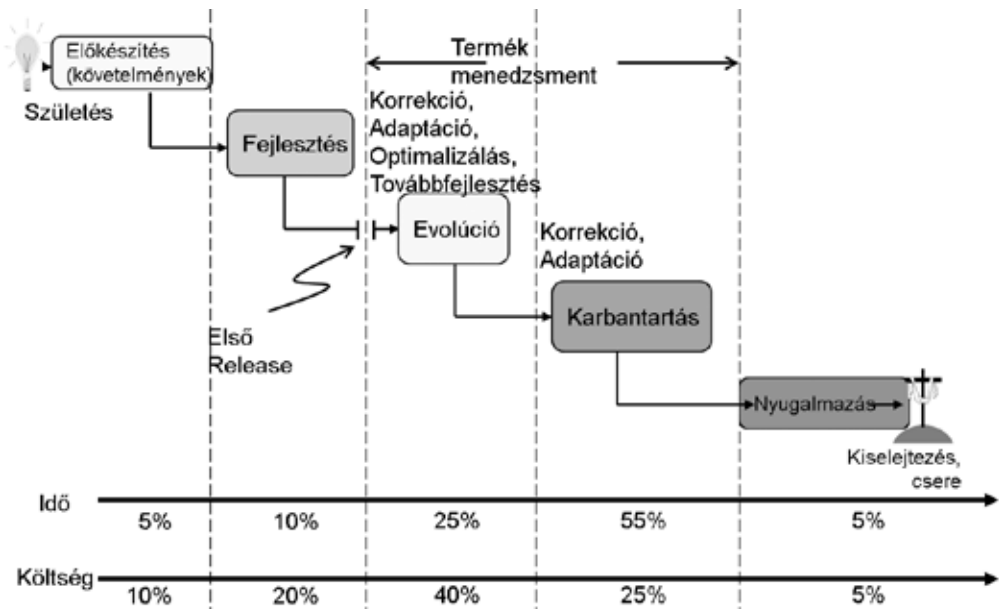 Előkészítés
(követelmények)
Születés
Termék
menedzsment
Fejlesztés
Korrekció,
Adaptáció,
Optimalizálás,
Továbbfejlesztés
Evolúció
Első
Release
Korrekció,
Adaptáció
Karbantartás
Nyugalmazás
Kiselejtezés,
csere
Idő
5% 10% 25% 55% 5%
Költség
10% 20% 40% 25% 5%